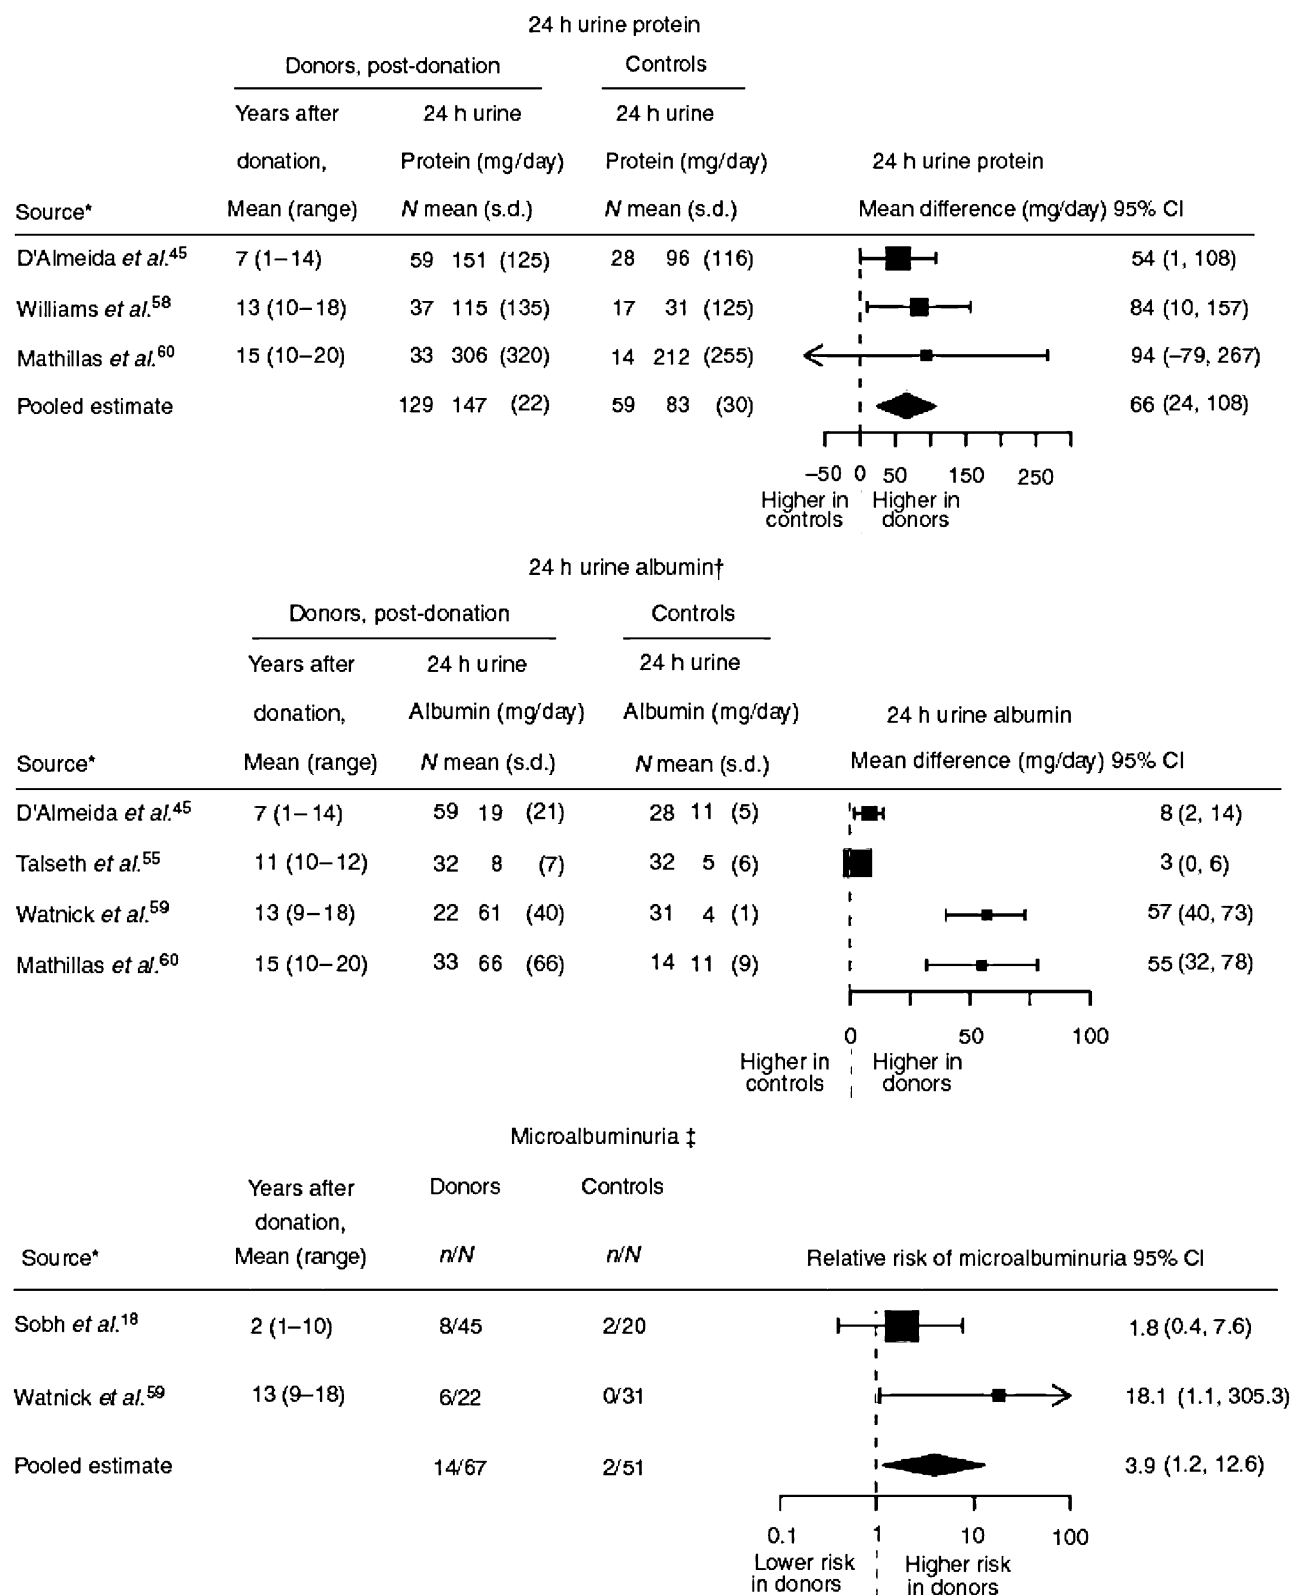 24 h urine protein
Donors, post-donation Controls
Years after 24 h urine 24 h urine
donation, Protein (mg/day) Protein (mg/day) 24 h urine protein
Source* Mean (range) N mean (s.d.) N mean (s.d.) Mean difference (mg/day) 95% CI
D'Almeida et al.45 7 (1–14) 59 151 (125) 28 96 (116) 54 (1, 108)
Williams et al.58 13 (10–18) 37 115 (135) 17 31 (125) 84 (10, 157)
Mathillas et al.60 15 (10–20) 33 306 (320) 14 212 (255) 94 (–79, 267)
Pooled estimate 129 147 (22) 59 83 (30) 66 (24, 108)
–50 0 50 150 250
Higher in Higher in
controls donors
24 h urine albumin†
Donors, post-donation Controls
Years after 24 h urine 24 h urine
donation, Albumin (mg/day) Albumin (mg/day) 24 h urine albumin
Source* Mean (range) N mean (s.d.) N mean (s.d.) Mean difference (mg/day) 95% CI
D'Almeida et al.45 7 (1–14) 59 19 (21) 28 11 (5) 8 (2, 14)
Talseth et al.55 11 (10–12) 32 8 (7) 32 5 (6) 3 (0, 6)
Watnick et al.59 13 (9–18) 22 61 (40) 31 4 (1) 57 (40, 73)
Mathillas et al.60 15 (10–20) 33 66 (66) 14 11 (9) 55 (32, 78)
0 50 100
Higher in Higher in
controls donors
Microalbuminuria ‡
Years after Donors Controls
donation,
Source* Mean (range) n/N n/N Relative risk of microalbuminuria 95% CI
Sobh et al.18 2 (1–10) 8/45 2/20 1.8 (0.4, 7.6)
Watnick et al.59 13 (9–18) 6/22 0/31 18.1 (1.1, 305.3)
Pooled estimate 14/67 2/51 3.9 (1.2, 12.6)
0.1 1 10 100
Lower risk Higher risk
in donors in donors